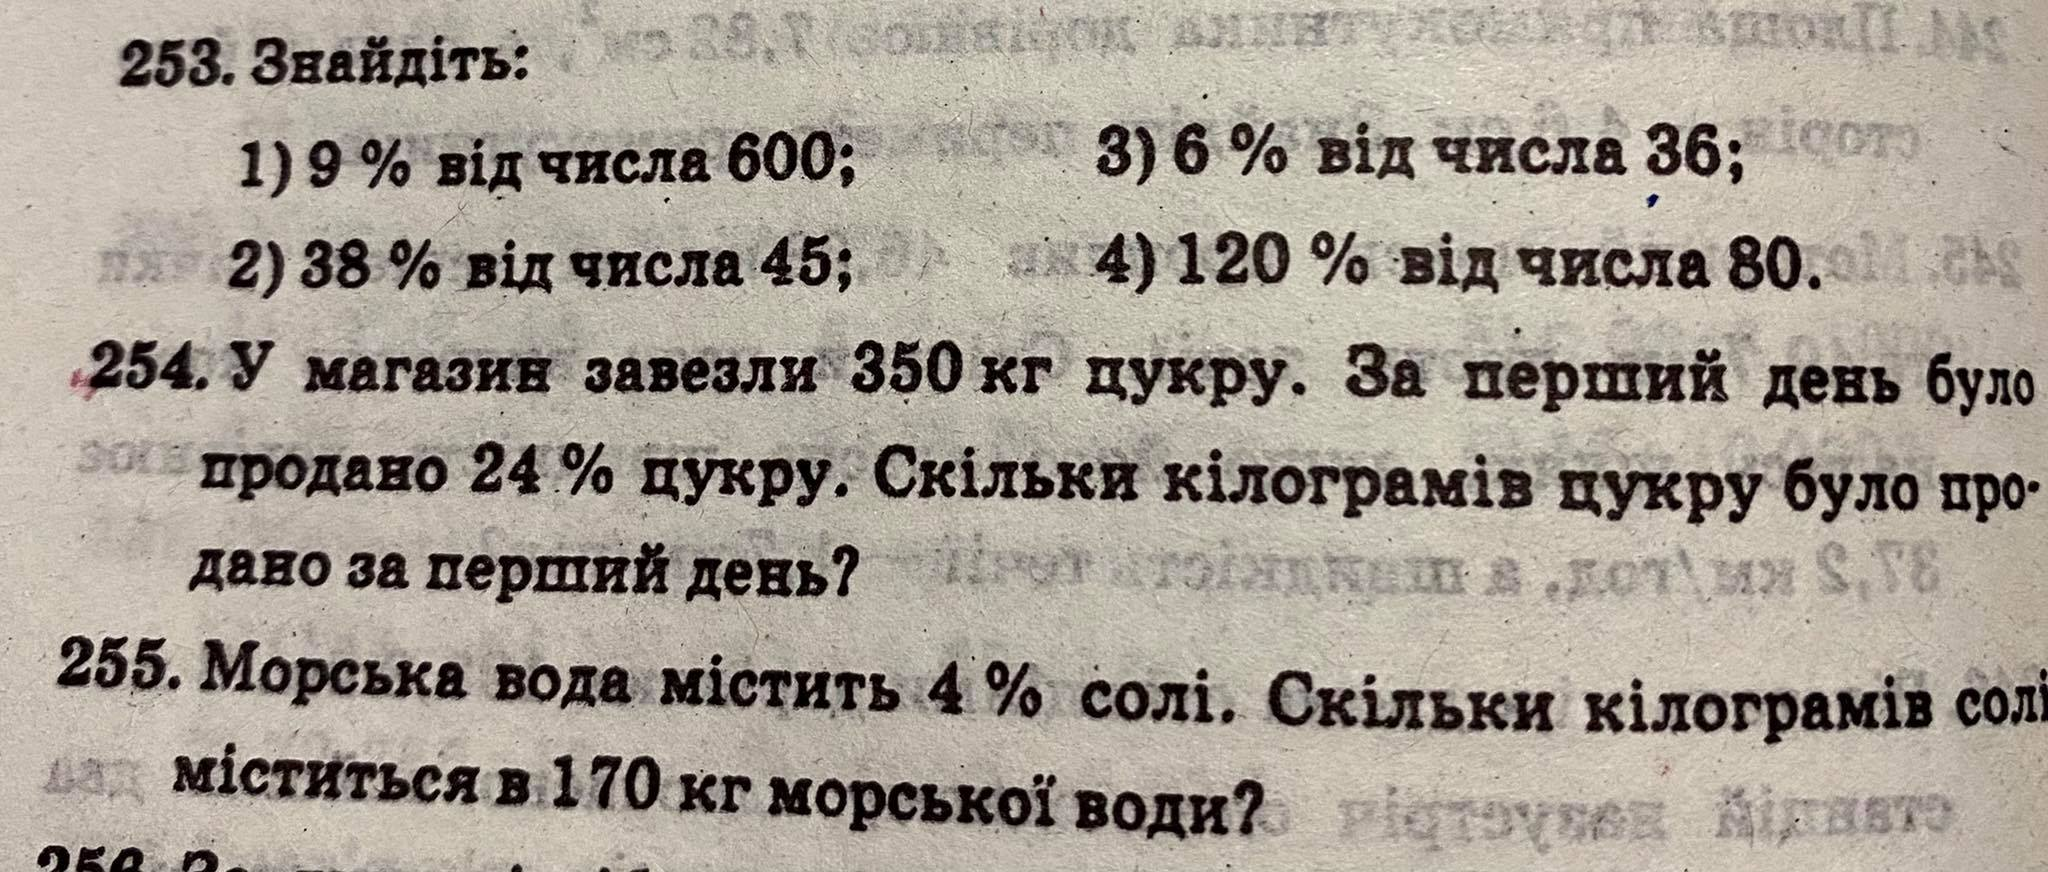 253. Знайдіть:
1) 9 % від числа 600;
3) 6 % від числа 36;
2) 38 % від числа 45;
4) 120 % від числа 80.
254. У магазин завезли 350 кг цукру. За перший день було
продано 24 % цукру. Скільки кілограмів цукру було про-
дано за перший день?
255. Морська вода містить 4 % солі. Скільки кілограмів солі
міститься в 170 кг морської води?
256.